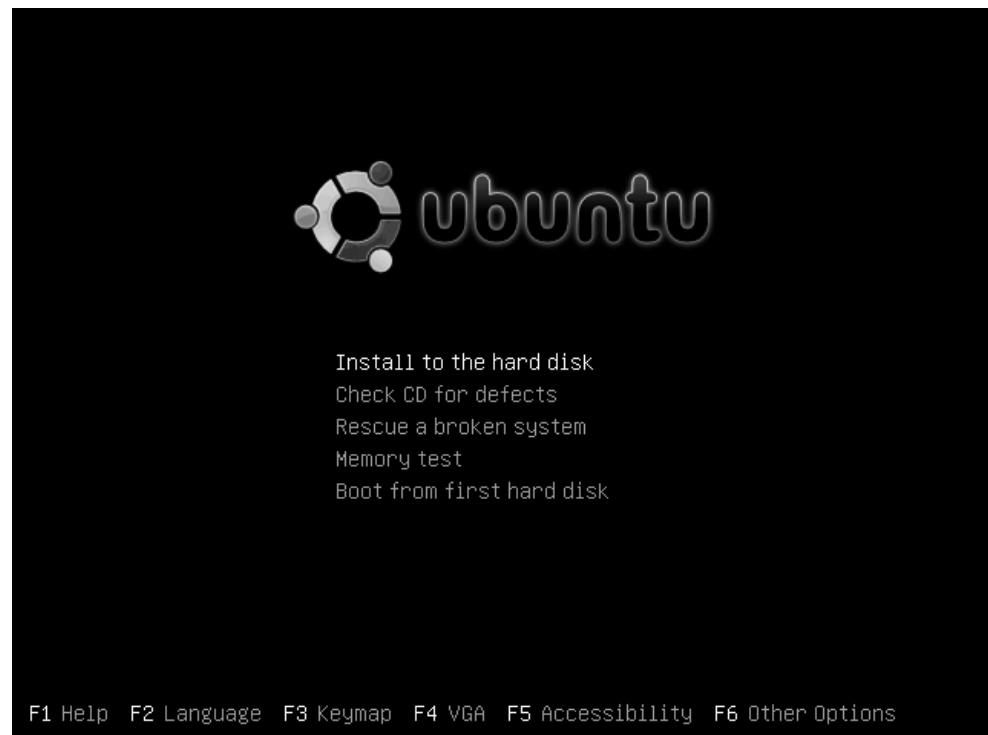 ubuntu
Install to the hard disk
Check CD for defects
Rescue a broken system
Memory test
Boot from first hard disk
F1 Help F2 Language F3 Keymap F4 VGA F5 Accessibility F6 Other Options